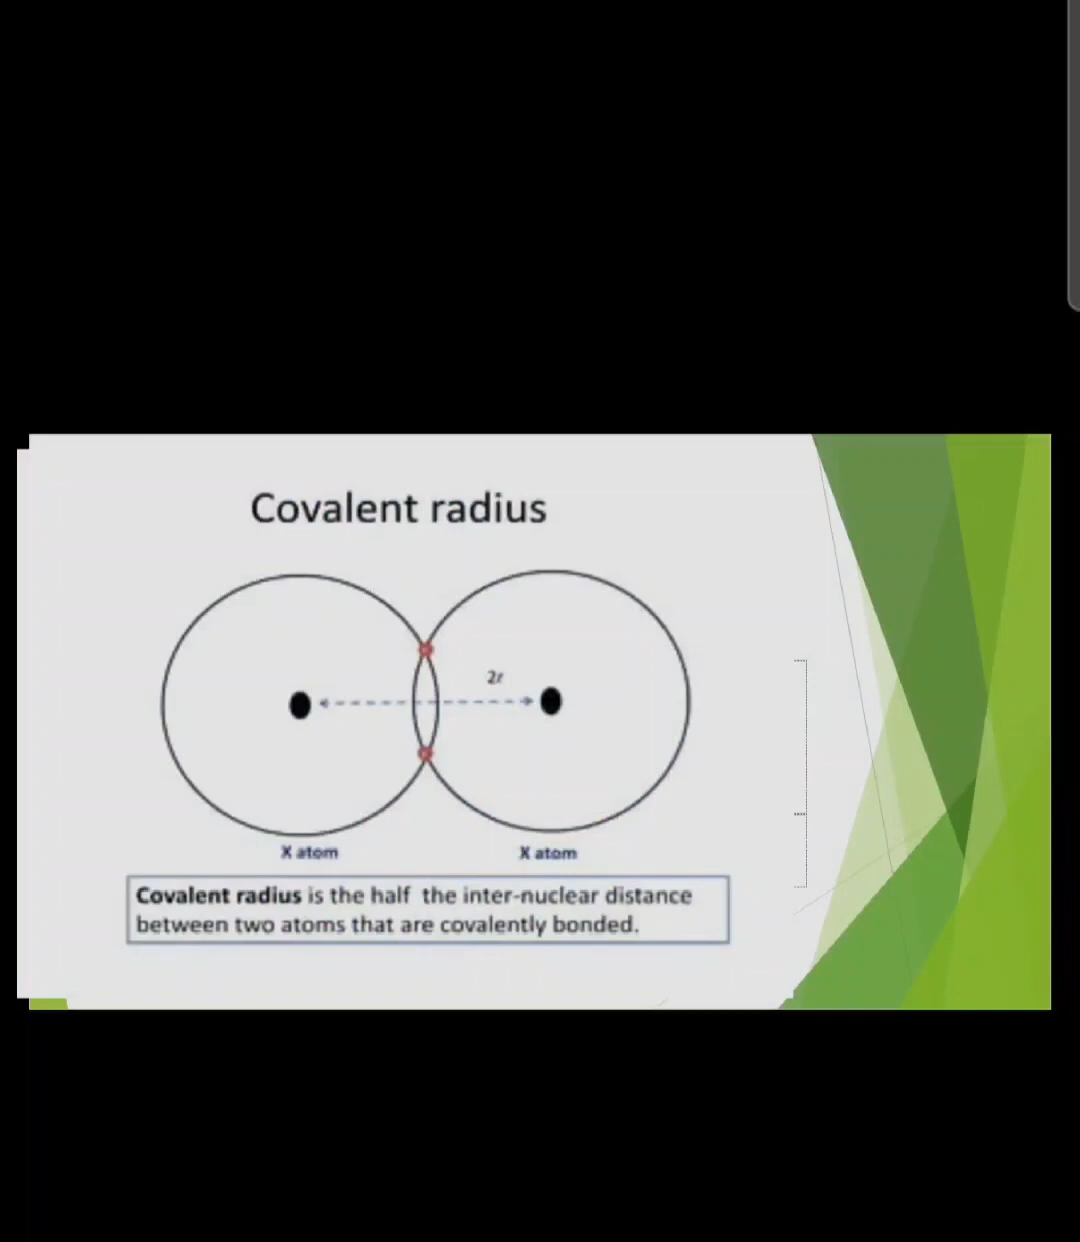 Covalent radius
2r
X atom
X atom
Covalent radius is the half the inter-nuclear distance
between two atoms that are covalently bonded.